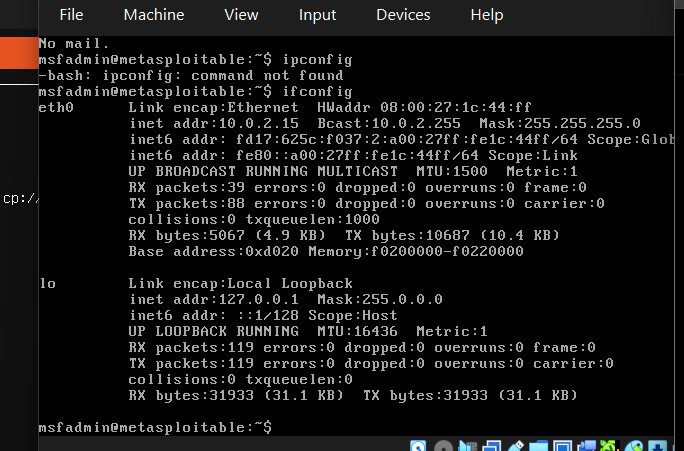 File Machine View Input Devices Help
No mail.
msfadmin@metasploitable:~$ ipconfig
-bash: ipconfig: command not found
msfadmin@metasploitable:~$ ifconfig
eth0 Link encap:Ethernet HWaddr 08:00:27:1c:44:ff
inet addr:10.0.2.15 Bcast:10.0.2.255 Mask:255.255.255.0
inet6 addr: fd17:625c:f037:2:a00:27ff:fe1c:44ff/64 Scope:Glob
inet6 addr: fe80::a00:27ff:fe1c:44ff/64 Scope:Link
UP BROADCAST RUNNING MULTICAST MTU:1500 Metric:1
RX packets:39 errors:0 dropped:0 overruns:0 frame:0
TX packets:88 errors:0 dropped:0 overruns:0 carrier:0
collisions:0 txqueuelen:1000
RX bytes:5067 (4.9 KB) TX bytes:10687 (10.4 KB)
Base address:0xd020 Memory:f0200000-f0220000
cp://
lo Link encap:Local Loopback
inet addr:127.0.0.1 Mask:255.0.0.0
inet6 addr: ::1/128 Scope:Host
UP LOOPBACK RUNNING MTU:16436 Metric:1
RX packets:119 errors:0 dropped:0 overruns:0 frame:0
TX packets:119 errors:0 dropped:0 overruns:0 carrier:0
collisions:0 txqueuelen:0
RX bytes:31933 (31.1 KB) TX bytes:31933 (31.1 KB)
msfadmin@metasploitable:~$